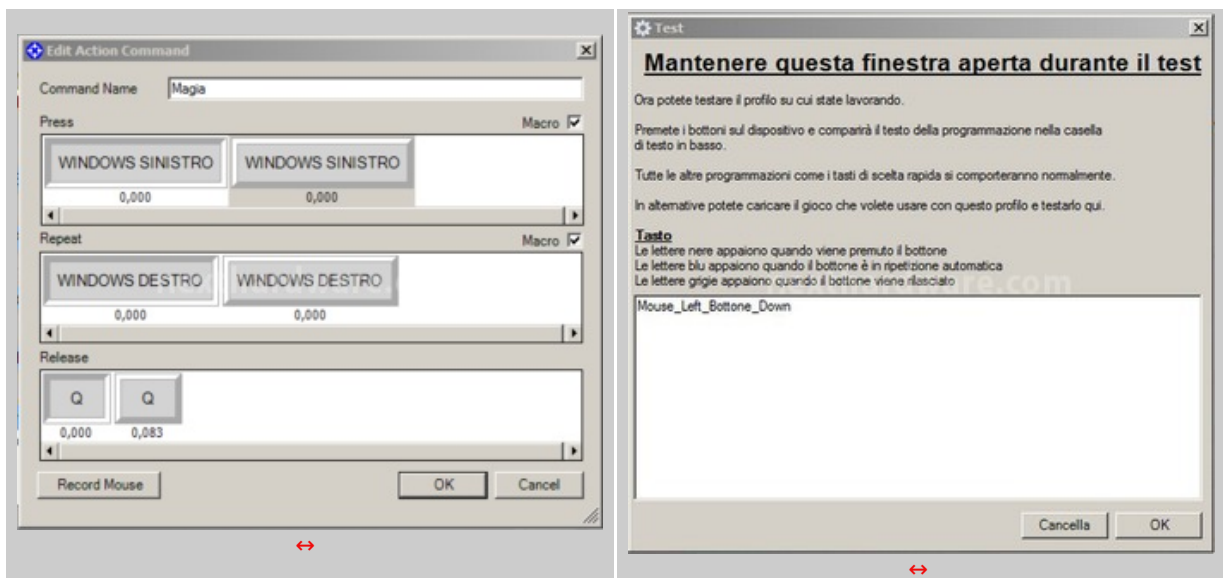 Edit Action Command
Command Name Magia
Press Macro
WINDOWS SINISTRO WINDOWS SINISTRO
0,000 0,000
Repeat Macro
WINDOWS DESTRO WINDOWS DESTRO
0,000 0,000
Release
Q Q
0,000 0,083
Record Mouse OK Cancel
Test
Mantenere questa finestra aperta durante il test
Ora potete testare il profilo su cui state lavorando.
Premete i bottoni sul dispositivo e comparirà il testo della programmazione nella casella
di testo in basso.
Tutte le altre programmazioni come i tasti di scelta rapida si comporteranno normalmente.
In alternative potete caricare il gioco che volete usare con questo profilo e testarlo qui.
Tasto
Le lettere nere appaiono quando viene premuto il bottone
Le lettere blu appaiono quando il bottone è in ripetizione automatica
Le lettere grigie appaiono quando il bottone viene rilasciato
Mouse_Left_Bottone_Down
Cancella OK